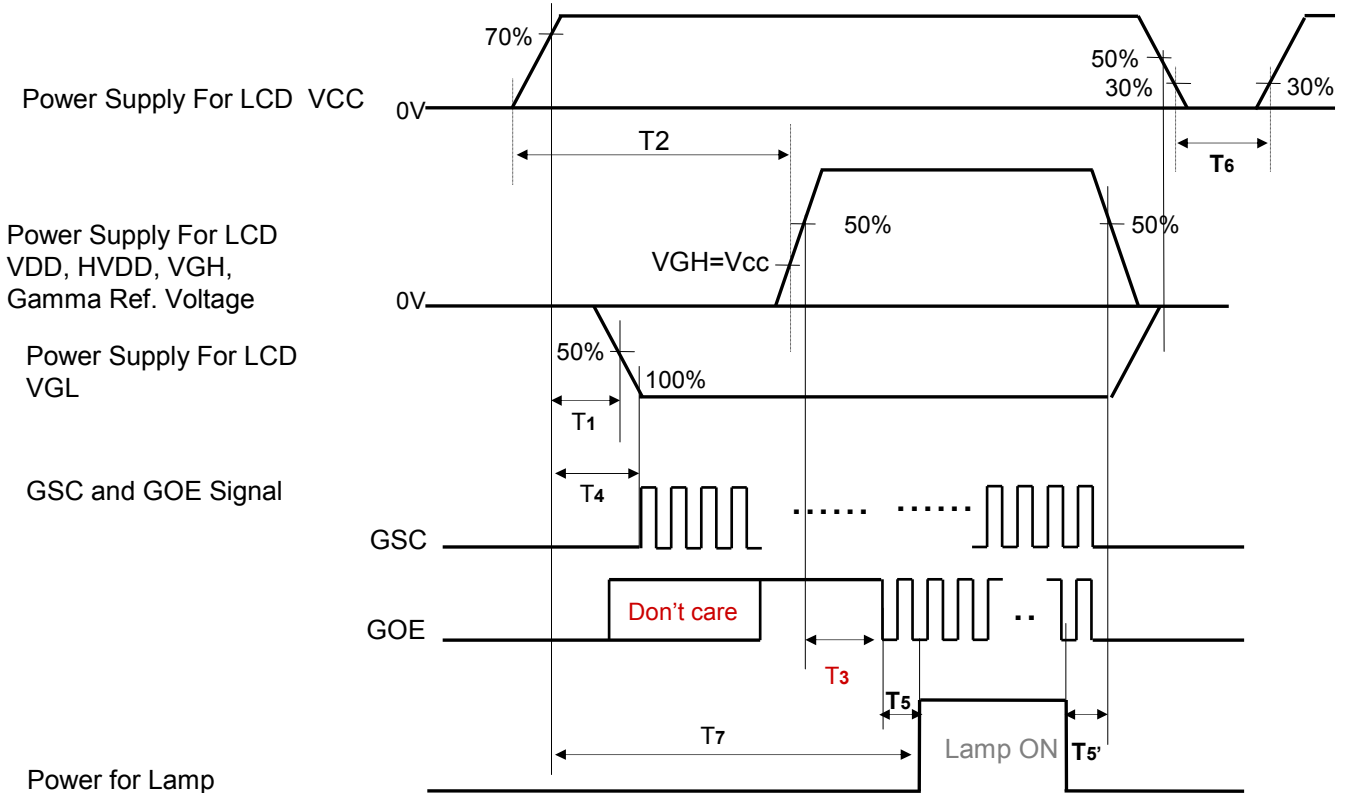 70%
50%
30%
30%
Power Supply For LCD VCC
0V
T2
T6
50%
50%
Power Supply For LCD
VDD, HVDD, VGH,
Gamma Ref. Voltage
VGH=Vcc
0V
Power Supply For LCD
VGL
50%
100%
T1
GSC and GOE Signal
T4
......
......
GSC
Don't care
GOE
..
T3
T5
T7
Lamp ON
T5’
Power for Lamp